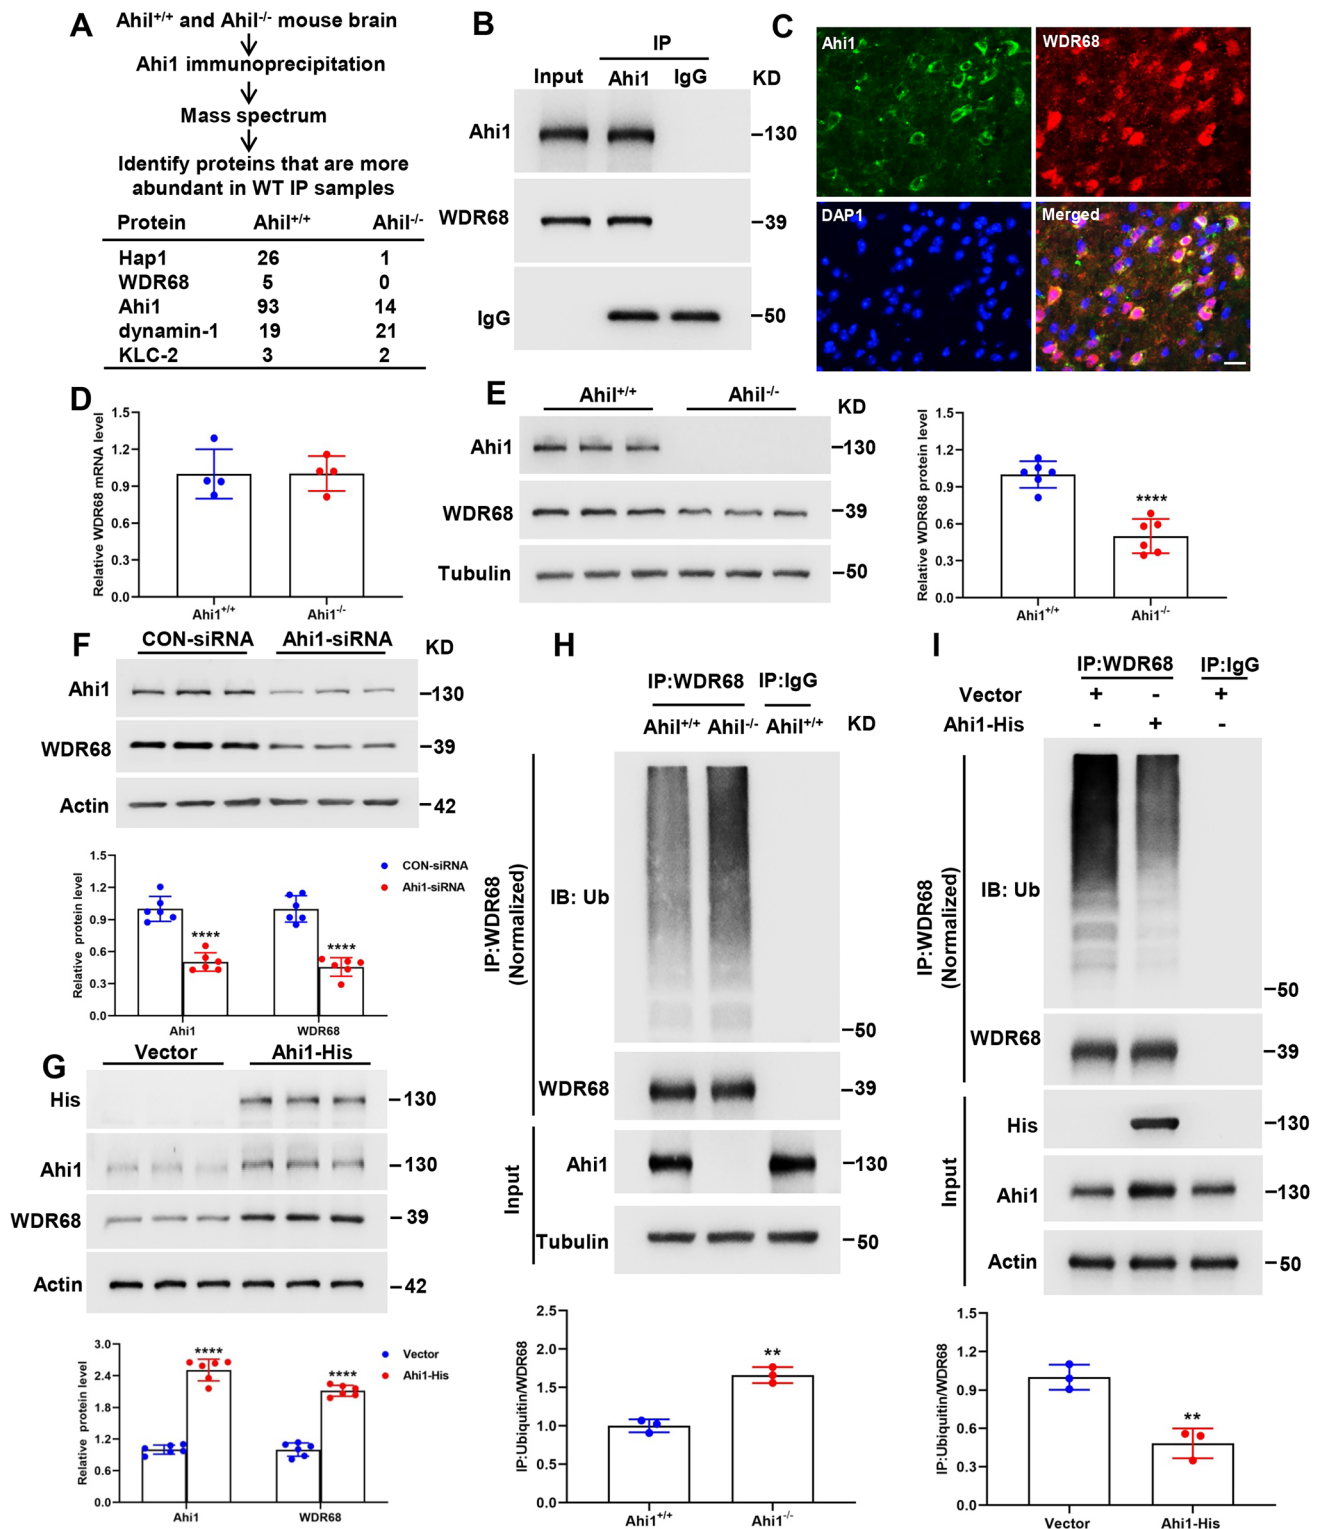 A
Ahil+/+ and Ahil-/- mouse brain
Ahi1 immunoprecipitation
Mass spectrum
Identify proteins that are more
abundant in WT IP samples
Protein Ahil+/+ Ahil-/-
Hap1 26 1
WDR68 5 0
Ahi1 93 14
dynamin-1 19 21
KLC-2 3 2
B
IP
Input Ahi1 IgG KD
Ahi1 –130
WDR68 –39
IgG –50
C
Ahi1 WDR68
DAP1 Merged
D
Relative WDR68 mRNA level
1.5
1.2
0.9
0.6
0.3
0.0
Ahi1+/+ Ahi1-/-
E
Ahil+/+ Ahil-/- KD
Ahi1 –130
WDR68 –39
Tubulin –50
Relative WDR68 protein level
1.5
1.2
0.9
0.6
0.3
0.0
****
Ahi1+/+ Ahi1-/-
F
CON-siRNA Ahi1-siRNA KD
Ahi1 –130
WDR68 –39
Actin –42
Relative protein level
1.5
1.2
0.9
0.6
0.3
0.0
CON-siRNA
Ahi1-siRNA
**** ****
Ahi1 WDR68
G
Vector Ahi1-His
His –130
Ahi1 –130
WDR68 –39
Actin –42
Relative protein level
3.0
2.4
1.2
0.6
0.0
Vector
Ahi1-His
**** ****
Ahi1 WDR68
H
IP:WDR68 IP:IgG
Ahil+/+ Ahil-/- Ahil+/+ KD
IP:WDR68
(Normalized)
IB: Ub
–50
WDR68 –39
Input
Ahi1 –130
Tubulin –50
IP:Ubiquitin/WDR68
2.5
2.0
1.5
1.0
0.5
0.0
**
Ahi1+/+ Ahi1-/-
I
IP:WDR68 IP:IgG
Vector + - +
Ahi1-His - + -
IP:WDR68
(Normalized)
IB: Ub
–50
WDR68 –39
Input
His –130
Ahi1 –130
Actin –50
IP:Ubiquitin/WDR68
1.5
1.2
0.9
0.6
0.3
0.0
**
Vector Ahi1-His